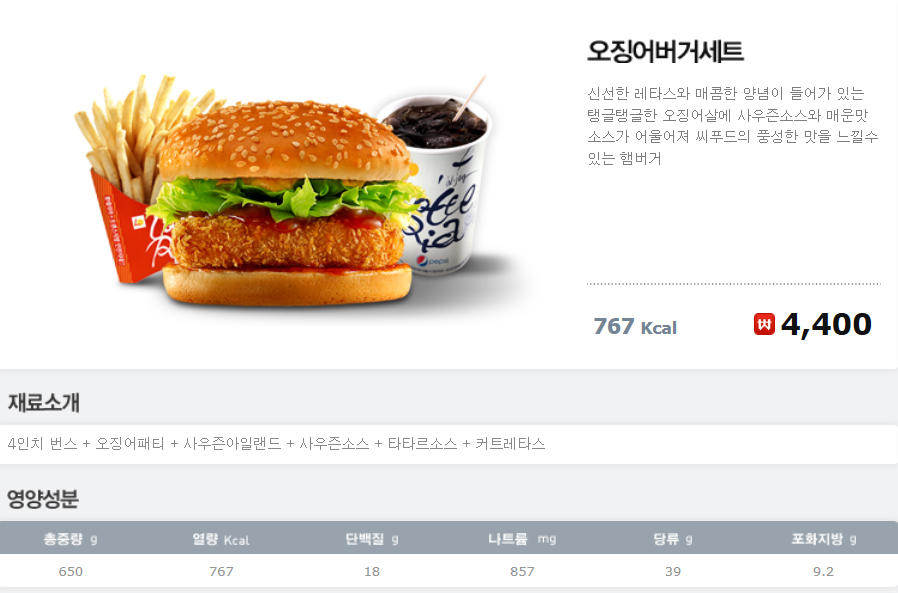 오징어버거세트
신선한 레타스와 매콤한 양념이 들어가 있는
탱글탱글한 오징어살에 사우즌소스와 매운맛
소스가 어울어져 씨푸드의 풍성한 맛을 느낄수
있는 햄버거
pepsi
767 Kcal
4,400
재료소개
4인치 번스 + 오징어패티 + 사우즌아일랜드 + 사우즌소스 + 타타르소스 + 커트레타스
영양성분
총중량 g 열량 Kcal 단백질 g 나트륨 mg 당류 g 포화지방 g
650 767 18 857 39 9.2